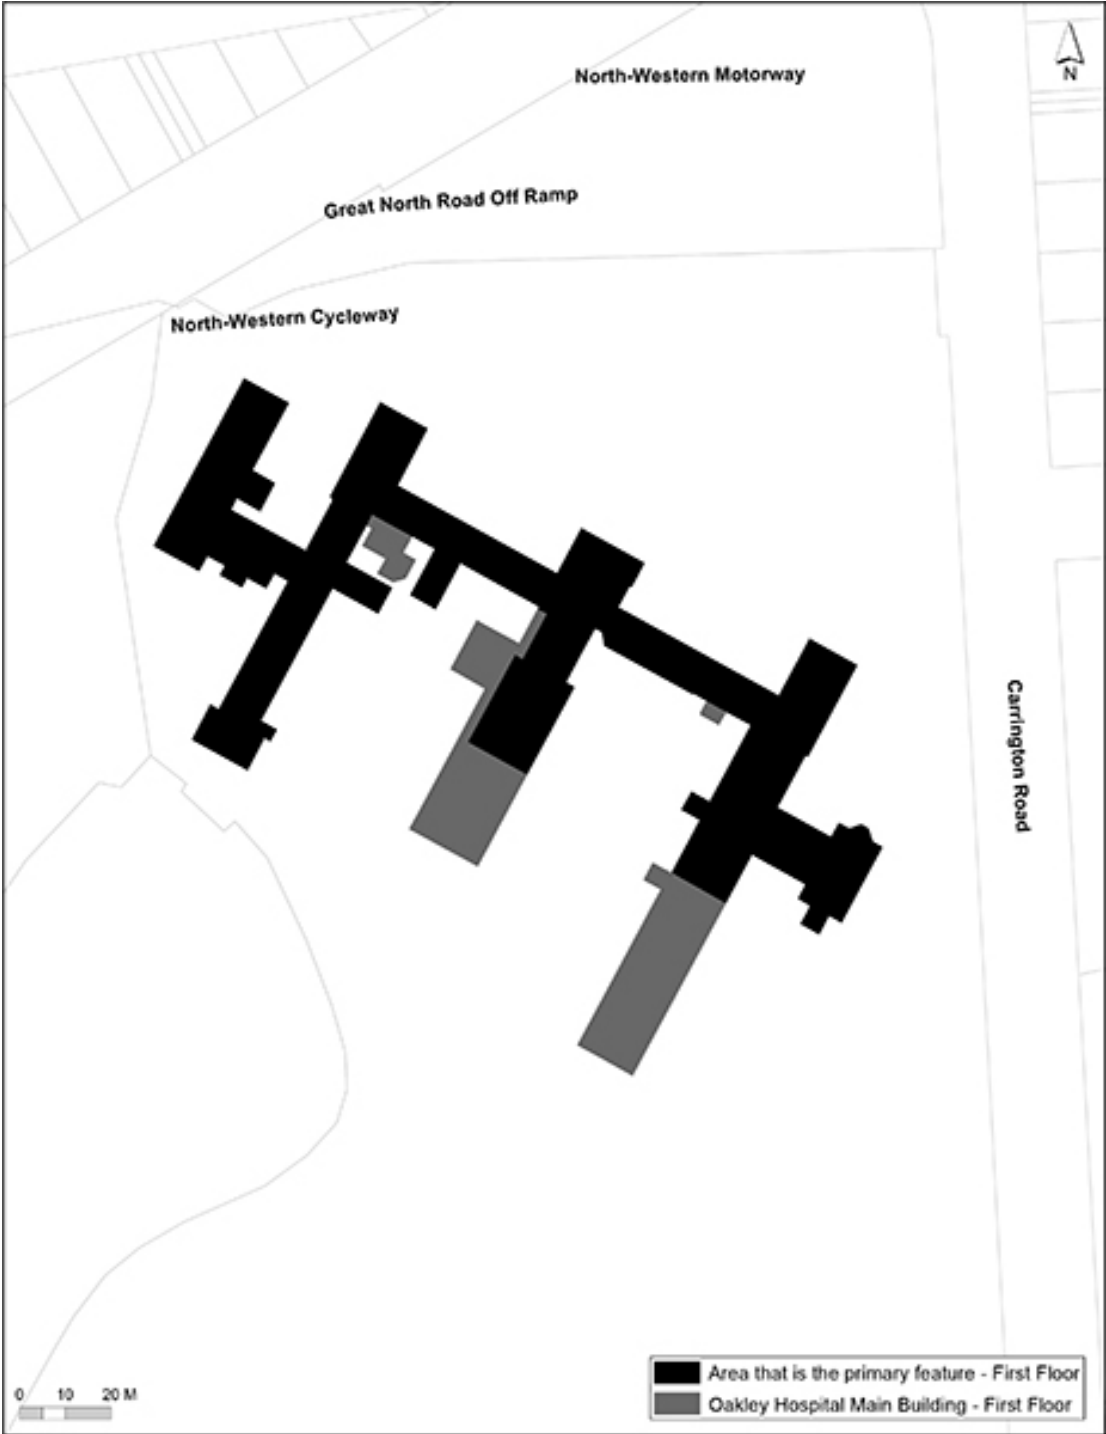 North-Western Motorway
N
Great North Road Off Ramp
North-Western Cycleway
Carrington Road
0 10 20 M
Area that is the primary feature - First Floor
Oakley Hospital Main Building - First Floor